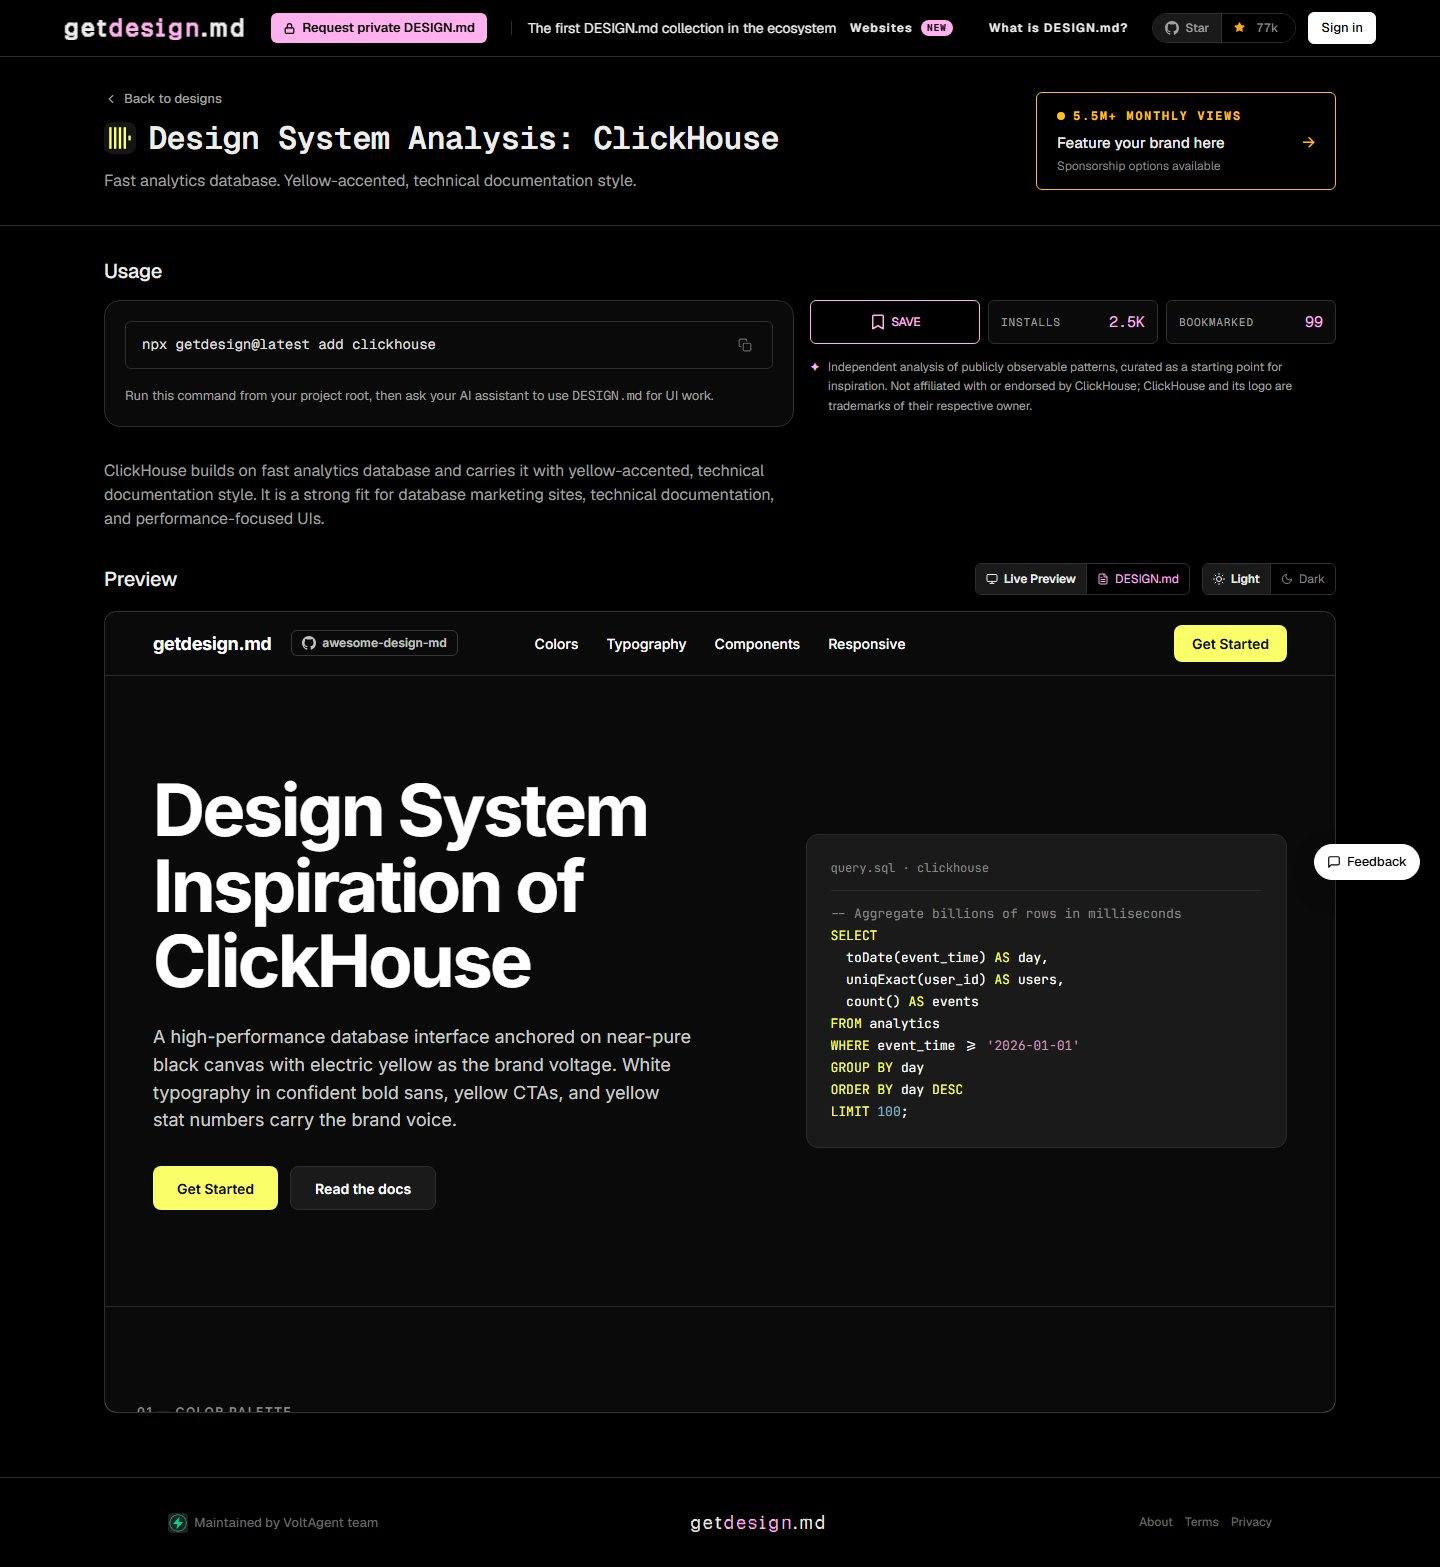 getdesign.md
Request private DESIGN.md
The first DESIGN.md collection in the ecosystem
Websites NEW
What is DESIGN.md?
Star 77k
Sign in
Back to designs
Design System Analysis: ClickHouse
Fast analytics database. Yellow-accented, technical documentation style.
5.5M+ MONTHLY VIEWS
Feature your brand here
Sponsorship options available
Usage
npx getdesign@latest add clickhouse
Run this command from your project root, then ask your AI assistant to use DESIGN.md for UI work.
SAVE
INSTALLS 2.5K
BOOKMARKED 99
Independent analysis of publicly observable patterns, curated as a starting point for
inspiration. Not affiliated with or endorsed by ClickHouse; ClickHouse and its logo are
trademarks of their respective owner.
ClickHouse builds on fast analytics database and carries it with yellow-accented, technical
documentation style. It is a strong fit for database marketing sites, technical documentation,
and performance-focused UIs.
Preview
Live Preview
DESIGN.md
Light
Dark
getdesign.md
awesome-design-md
Colors
Typography
Components
Responsive
Get Started
Design System
Inspiration of
ClickHouse
A high-performance database interface anchored on near-pure
black canvas with electric yellow as the brand voltage. White
typography in confident bold sans, yellow CTAs, and yellow
stat numbers carry the brand voice.
Get Started
Read the docs
query.sql · clickhouse
-- Aggregate billions of rows in milliseconds
SELECT
toDate(event_time) AS day,
uniqExact(user_id) AS users,
count() AS events
FROM analytics
WHERE event_time >= '2026-01-01'
GROUP BY day
ORDER BY day DESC
LIMIT 100;
Feedback
01 — COLOR PALETTE
Maintained by VoltAgent team
getdesign.md
About
Terms
Privacy